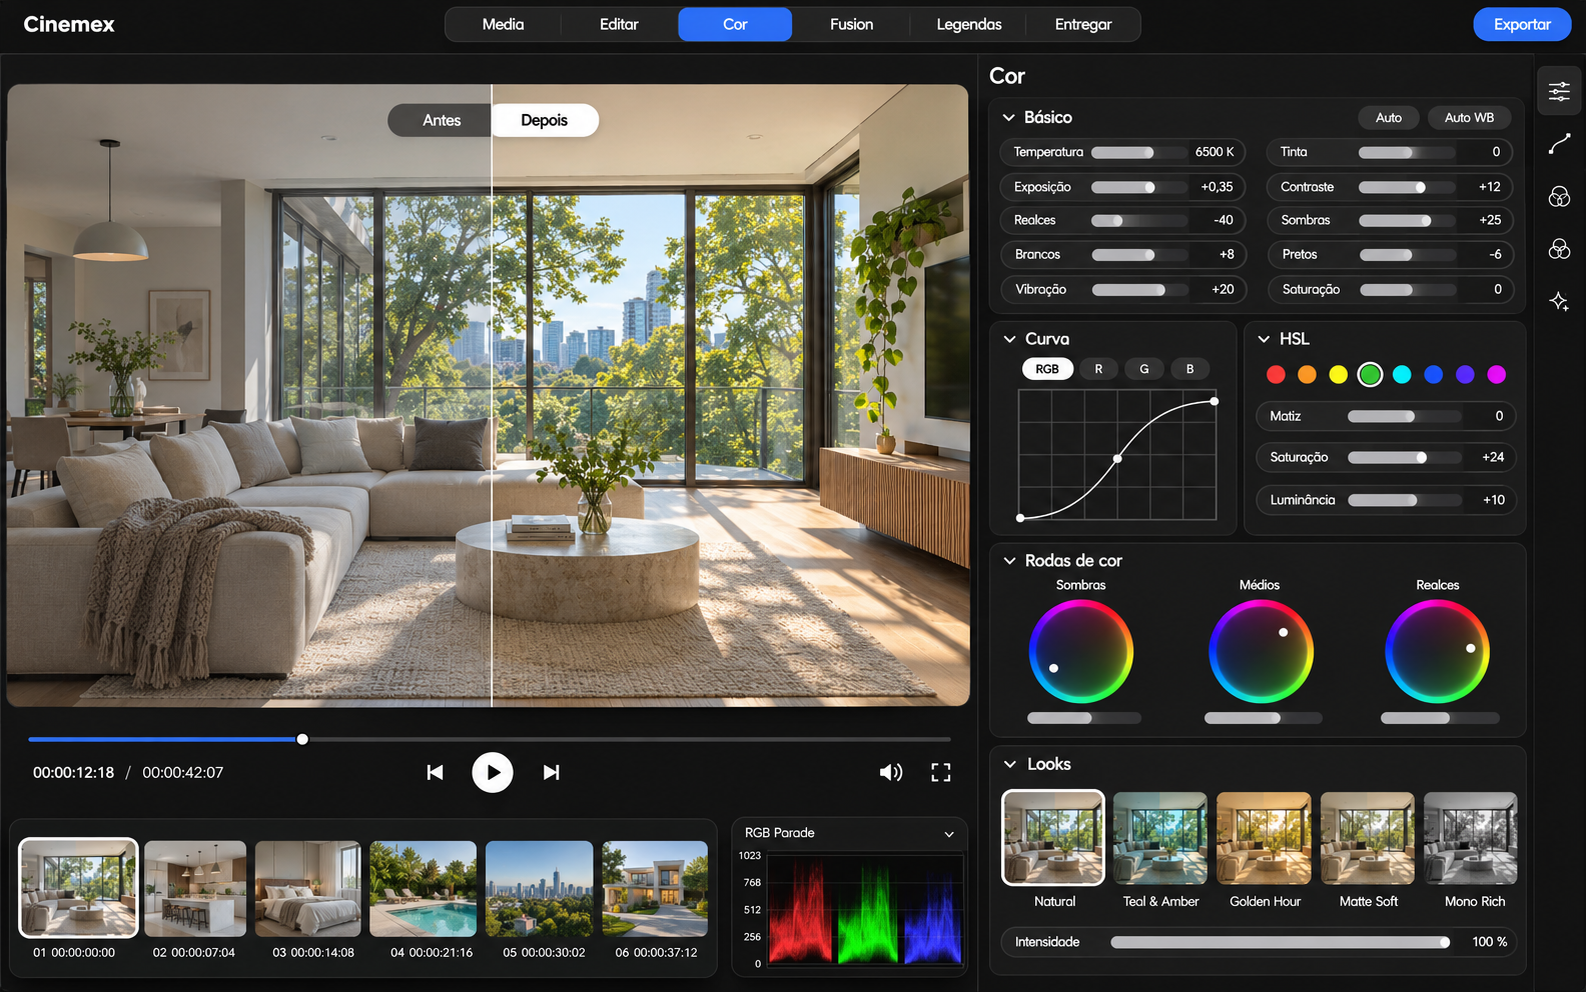 Cinemex
Media Editar Cor Fusion Legendas Entregar
Exportar
Antes Depois
00:00:12:18 / 00:00:42:07
01 00:00:00:00
02 00:00:07:04
03 00:00:14:08
04 00:00:21:16
05 00:00:30:02
06 00:00:37:12
RGB Parade
1023
768
512
256
0
Cor
Básico Auto Auto WB
Temperatura 6500 K
Tinta 0
Exposição +0,35
Contraste +12
Realces -40
Sombras +25
Brancos +8
Pretos -6
Vibração +20
Saturação 0
Curva
RGB R G B
HSL
Matiz 0
Saturação +24
Luminância +10
Rodas de cor
Sombras Médios Realces
Looks
Natural
Teal & Amber
Golden Hour
Matte Soft
Mono Rich
Intensidade 100 %